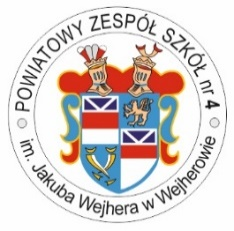 POWIATOWY ZESPÓŁ SZKÓŁ nr 4
im. Jakuba Wejhera w Wejherowie